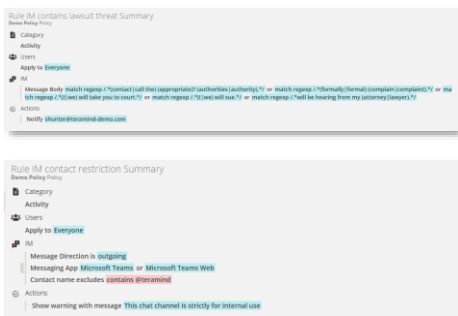 Rule IM contains lawsuit threat Summary
Demo Policy Policy
Category
Activity
Users
Apply to Everyone
IM
Message Body match regexp /.*(contact|call the) (appropriate)? (authorities|authority).*/ or match regexp /.*(formally|formal) (complain|complaint).*/ or ma
tch regexp /.*(I|we) will take you to court.*/ or match regexp /.*(I|we) will sue.*/ or match regexp /.*will be hearing from my (attorney|lawyer).*/
Actions
Notify shunter@teramind-demo.com
Rule IM contact restriction Summary
Demo Policy Policy
Category
Activity
Users
Apply to Everyone
IM
Message Direction is outgoing
Messaging App Microsoft Teams or Microsoft Teams Web
Contact name excludes contains @teramind
Actions
Show warning with message This chat channel is strictly for internal use